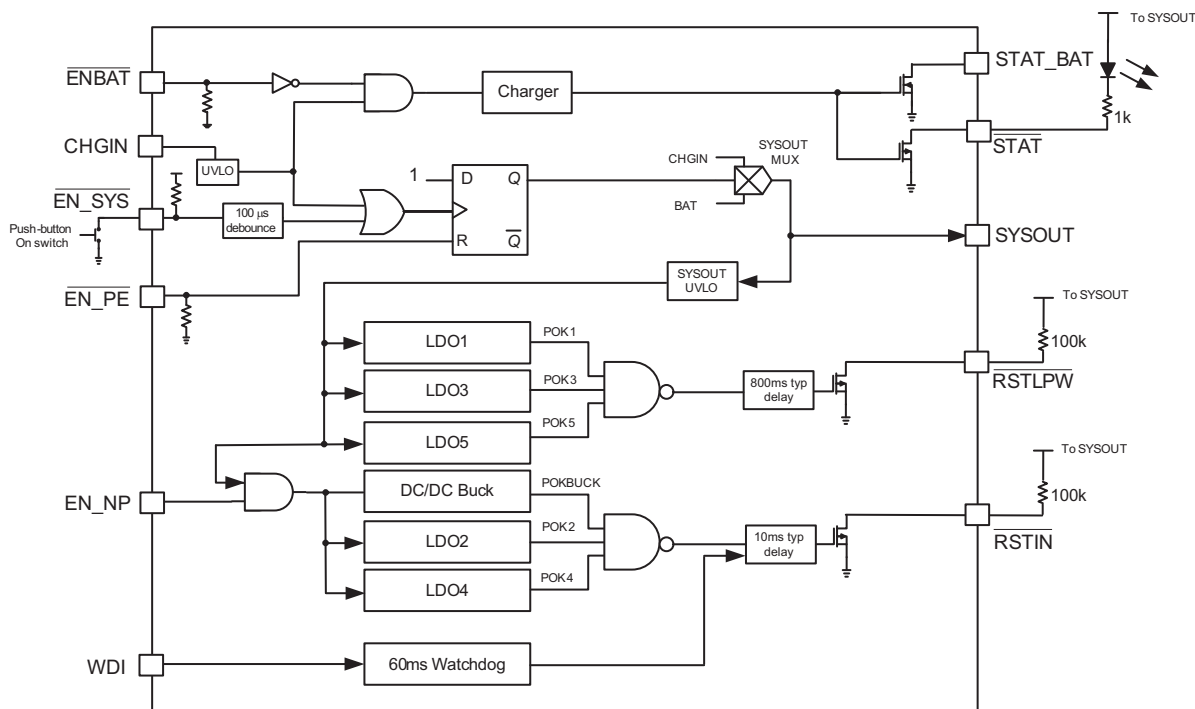 To SYSOUT
ENBAT
STAT_BAT
Charger
1k
CHGIN
STAT
UVLO
CHGIN
SYSOUT
MUX
EN_SYS
1
D
Q
BAT
100 μs
debounce
Push-button
On switch
R
Q
SYSOUT
SYSOUT
UVLO
EN_PE
To SYSOUT
LDO1
POK1
100k
LDO3
POK3
800ms typ
delay
RSTLPW
LDO5
POK5
To SYSOUT
EN_NP
DC/DC Buck
POKBUCK
100k
LDO2
POK2
10ms typ
delay
RSTIN
LDO4
POK4
WDI
60ms Watchdog